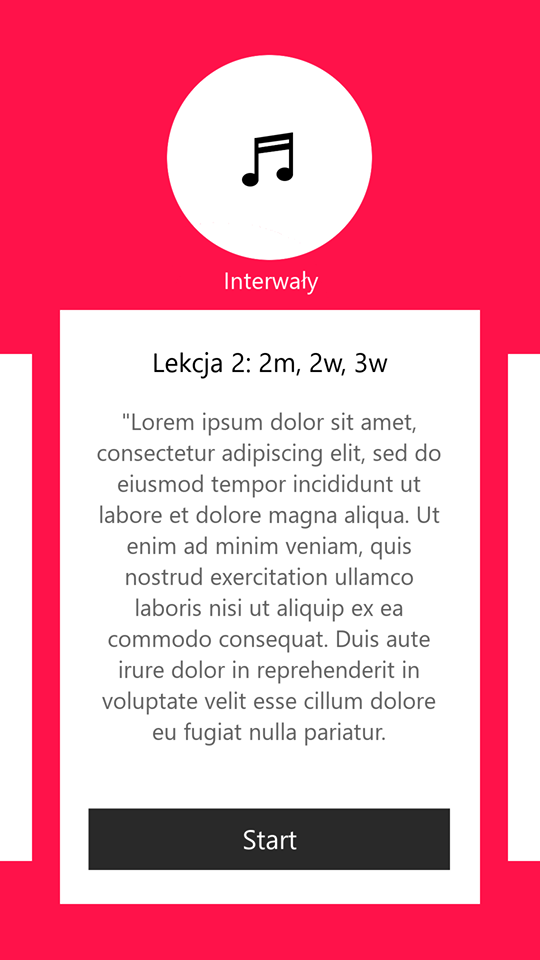 Interwały
Lekcja 2: 2m, 2w, 3w
"Lorem ipsum dolor sit amet,
consectetur adipiscing elit, sed do
eiusmod tempor incididunt ut
labore et dolore magna aliqua. Ut
enim ad minim veniam, quis
nostrud exercitation ullamco
laboris nisi ut aliquip ex ea
commodo consequat. Duis aute
irure dolor in reprehenderit in
voluptate velit esse cillum dolore
eu fugiat nulla pariatur.
Start